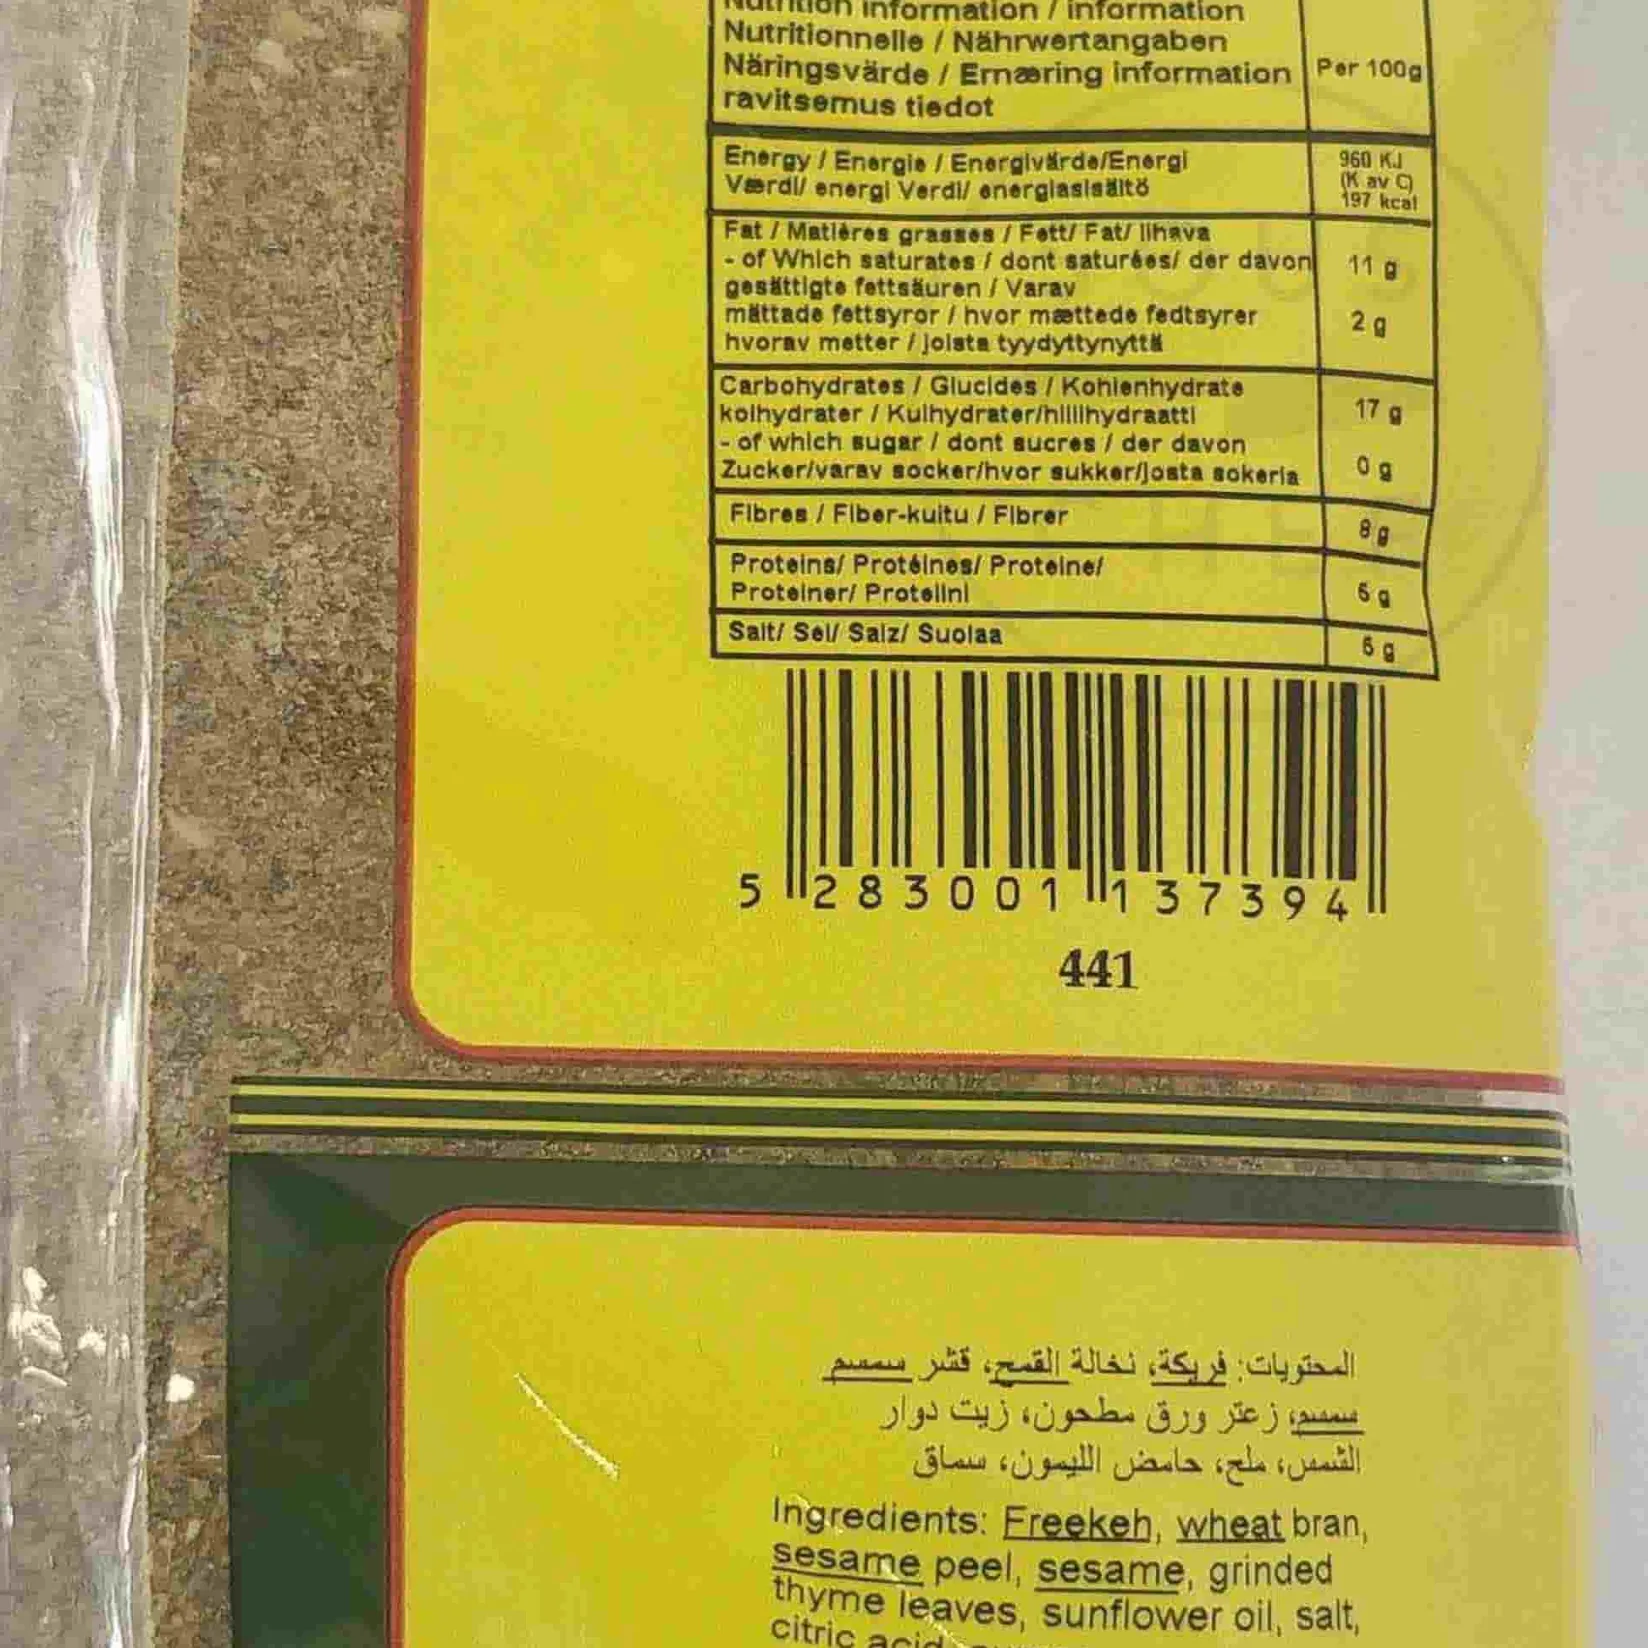 Nutrition information / information
Nutritionnelle / Nährwertangaben
Näringsvärde / Ernæring information
ravitsemus tiedot
Per 100g
Energy / Energie / Energivärde/Energi
Værdi/ energi Verdi/ energiasisältö
960 KJ
(K av C)
197 kcal
Fat / Matières grasses / Fett/ Fat/ lihava
- of Which saturates / dont saturées/ der davon
gesättigte fettsäuren / Varav
mättade fettsyror / hvor mættede fedtsyrer
hvorav metter / joista tyydyttynyttä
11 g
2 g
Carbohydrates / Glucides / Kohlenhydrate
kolhydrater / Kulhydrater/hiilihydraatti
- of which sugar / dont sucres / der davon
Zucker/varav socker/hvor sukker/josta sokeria
17 g
0 g
Fibres / Fiber-kuitu / Fibrer
8 g
Proteins/ Protéines/ Proteine/
Proteiner/ Proteiini
6 g
Salt/ Sel/ Salz/ Suolaa
6 g
5 283001 137394
441
المحتويات: فريكة، نخالة القمح، قشر سمسم
سمسم، زعتر ورق مطحون، زيت دوار
الشمس، ملح، حامض الليمون، سماق
Ingredients: Freekeh, wheat bran,
sesame peel, sesame, grinded
thyme leaves, sunflower oil, salt,
citric acid